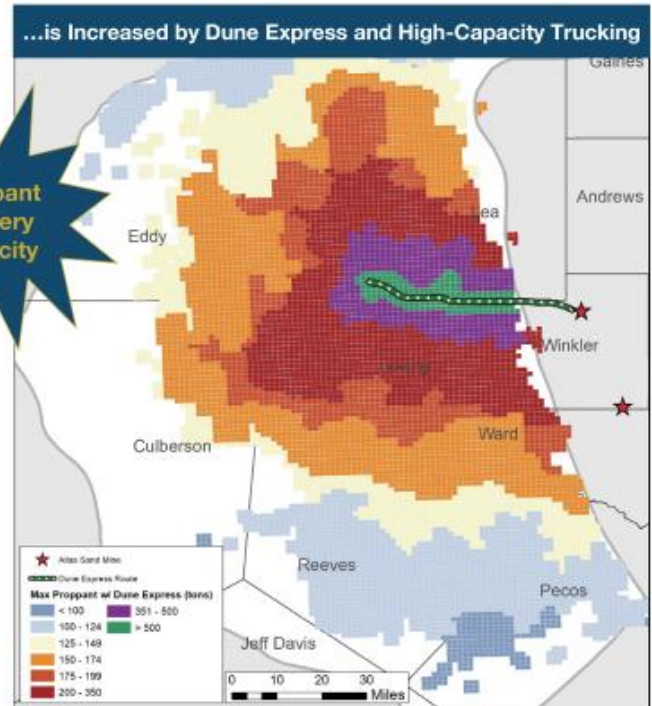 ...is Increased by Dune Express and High-Capacity Trucking
Gaines
Andrews
Eddy
Winkler
Ward
Culberson
Reeves
Pecos
Jeff Davis
Atlas Sand Mine
Dune Express Route
Max Proppant w/ Dune Express (tons)
< 100
100 - 124
125 - 149
150 - 174
175 - 199
200 - 350
351 - 500
> 500
0 10 20 30
Miles